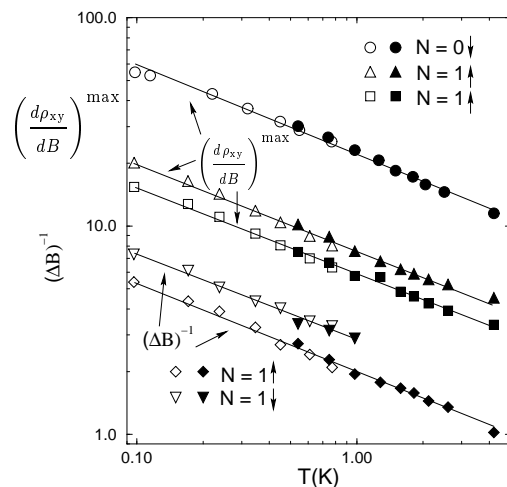 100.0
N = 0↓
N = 1↑
N = 1↑
(dρxy/dB)^max
(dρxy/dB)^max
10.0
(ΔB)⁻¹
(ΔB)⁻¹
N = 1↑
N = 1↓
1.0
0.10 1.00
T(K)